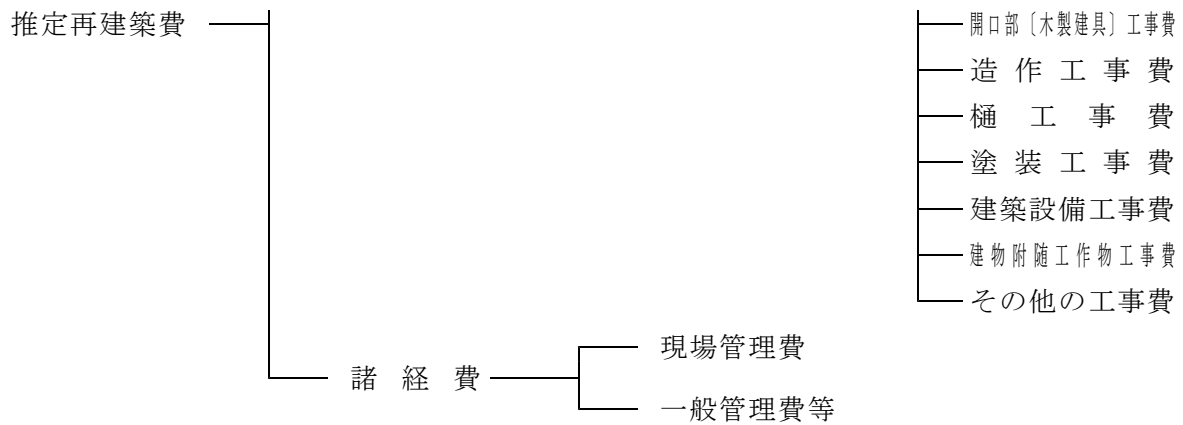 推定再建築費
開口部〔木製建具〕工事費
造作工事費
樋工事費
塗装工事費
建築設備工事費
建物附随工作物工事費
その他の工事費
諸経費
現場管理費
一般管理費等